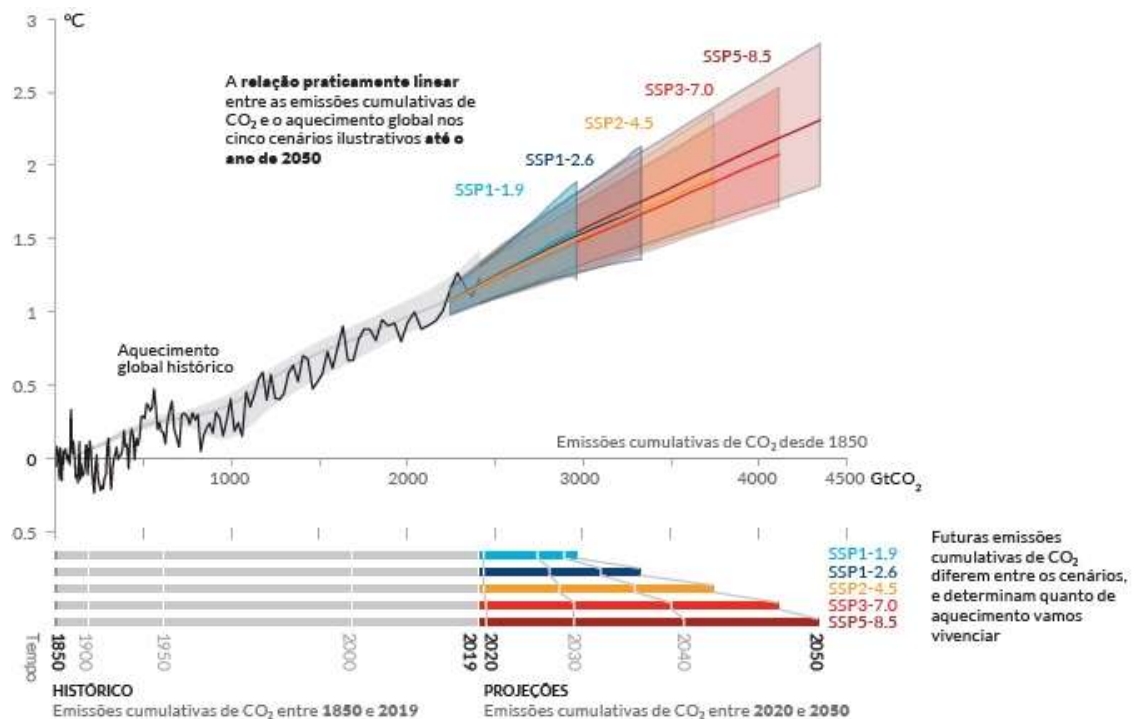 3
ºC
2.5
2
1.5
1
0.5
0
0.5
A relação praticamente linear
entre as emissões cumulativas de
CO₂ e o aquecimento global nos
cinco cenários ilustrativos até o
ano de 2050
SSP5-8.5
SSP3-7.0
SSP2-4.5
SSP1-2.6
SSP1-1.9
Aquecimento
global histórico
Emissões cumulativas de CO₂ desde 1850
1000
2000
3000
4000
4500
GtCO₂
SSP1-1.9
SSP1-2.6
SSP2-4.5
SSP3-7.0
SSP5-8.5
Futuras emissões
cumulativas de CO₂
diferem entre os cenários,
e determinam quanto de
aquecimento vamos
vivenciar
Tempo
1850
1900
1950
2000
2019
2020
2030
2040
2050
HISTÓRICO
Emissões cumulativas de CO₂ entre 1850 e 2019
PROJEÇÕES
Emissões cumulativas de CO₂ entre 2020 e 2050